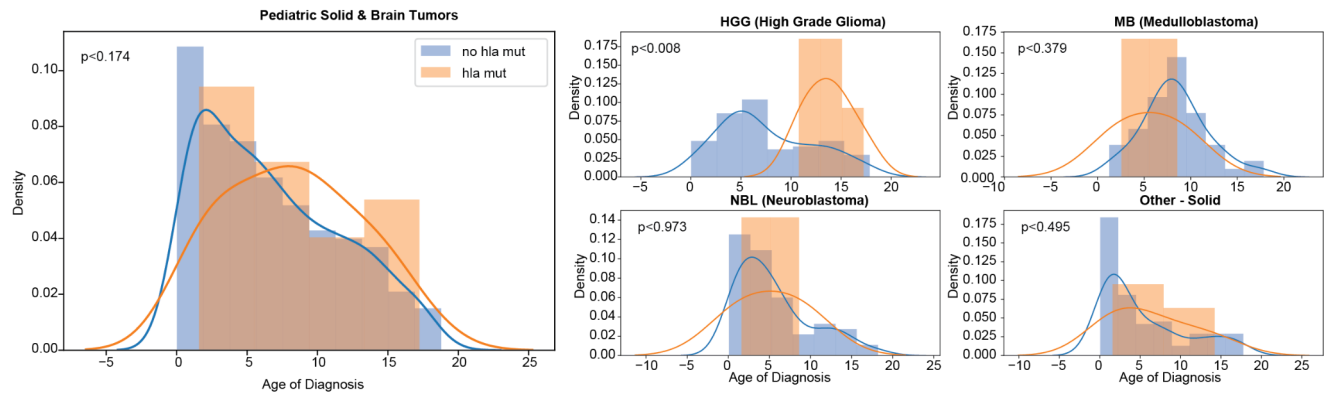 Pediatric Solid & Brain Tumors
p<0.174
no hla mut
hla mut
Density
0.10
0.08
0.06
0.04
0.02
0.00
−5 0 5 10 15 20 25
Age of Diagnosis
HGG (High Grade Glioma)
p<0.008
Density
0.175
0.150
0.125
0.100
0.075
0.050
0.025
0.000
−5 0 5 10 15 20
MB (Medulloblastoma)
p<0.379
Density
0.175
0.150
0.125
0.100
0.075
0.050
0.025
0.000
−10 −5 0 5 10 15 20
NBL (Neuroblastoma)
p<0.973
Density
0.14
0.12
0.10
0.08
0.06
0.04
0.02
0.00
−10 −5 0 5 10 15 20 25
Age of Diagnosis
Other - Solid
p<0.495
Density
0.175
0.150
0.125
0.100
0.075
0.050
0.025
0.000
−10 −5 0 5 10 15 20 25
Age of Diagnosis